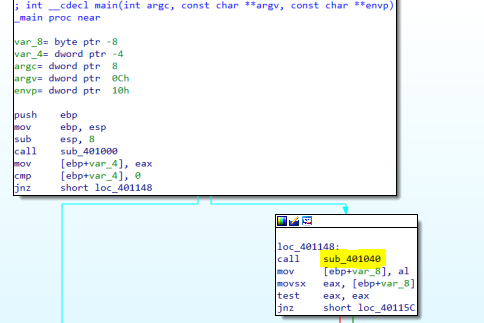 ; int __cdecl main(int argc, const char **argv, const char **envp)
_main proc near
var_8= byte ptr -8
var_4= dword ptr -4
argc= dword ptr  8
argv= dword ptr  0Ch
envp= dword ptr  10h
push    ebp
mov     ebp, esp
sub     esp, 8
call    sub_401000
mov     [ebp+var_4], eax
cmp     [ebp+var_4], 0
jnz     short loc_401148
loc_401148:
call    sub_401040
mov     [ebp+var_8], al
movsx   eax, [ebp+var_8]
test    eax, eax
jnz     short loc_40115C